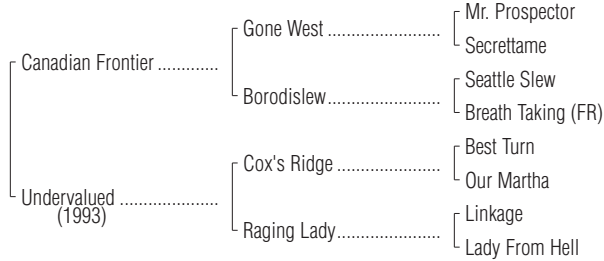 Mr. Prospector
Gone West
Secrettame
Canadian Frontier
Seattle Slew
Borodislew
Breath Taking (FR)
Best Turn
Cox's Ridge
Our Martha
Undervalued
(1993)
Linkage
Raging Lady
Lady From Hell